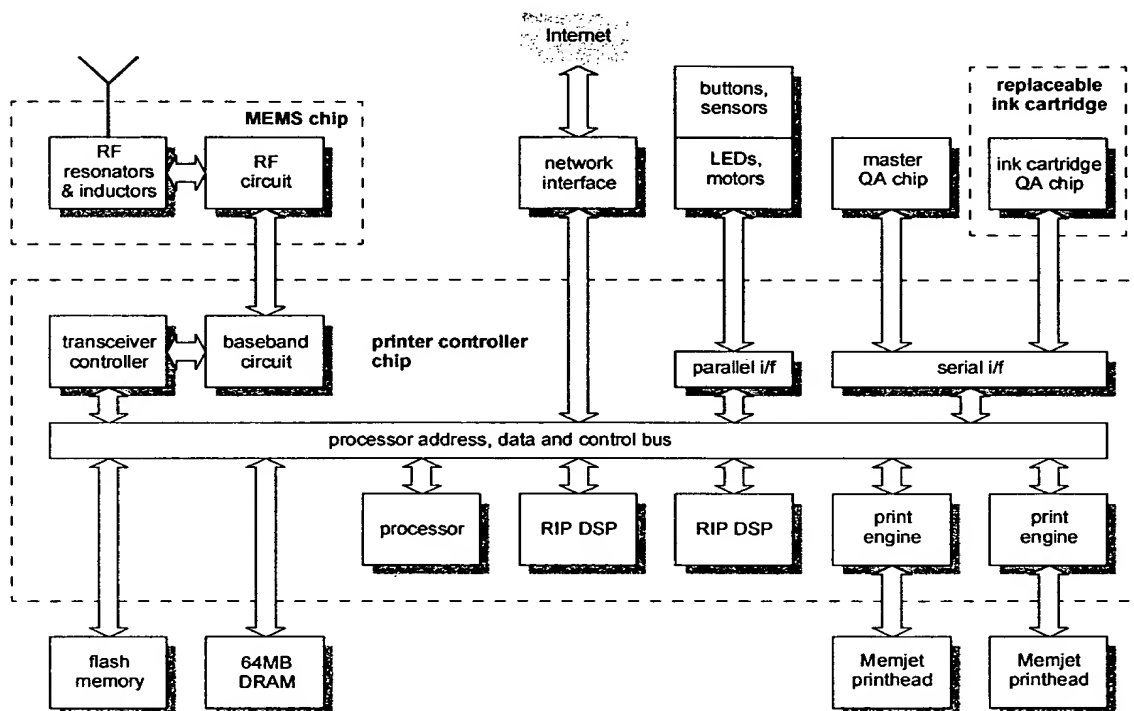 Internet
buttons,
sensors
replaceable
ink cartridge
MEMS chip
RF
resonators
& inductors
RF
circuit
network
interface
LEDs,
motors
master
QA chip
ink cartridge
QA chip
transceiver
controller
baseband
circuit
printer controller
chip
parallel i/f
serial i/f
processor address, data and control bus
processor
RIP DSP
RIP DSP
print
engine
print
engine
flash
memory
64MB
DRAM
Memjet
printhead
Memjet
printhead